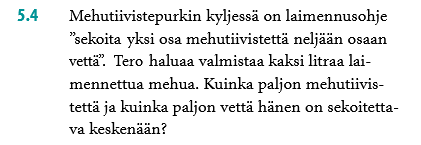 5.4 Mehutiivistepurkin kyljessä on laimennusohje
”sekoita yksi osa mehutiivistettä neljään osaan
vettä”. Tero haluaa valmistaa kaksi litraa lai-
mennettua mehua. Kuinka paljon mehutiivis-
tettä ja kuinka paljon vettä hänen on sekoitetta-
va keskenään?